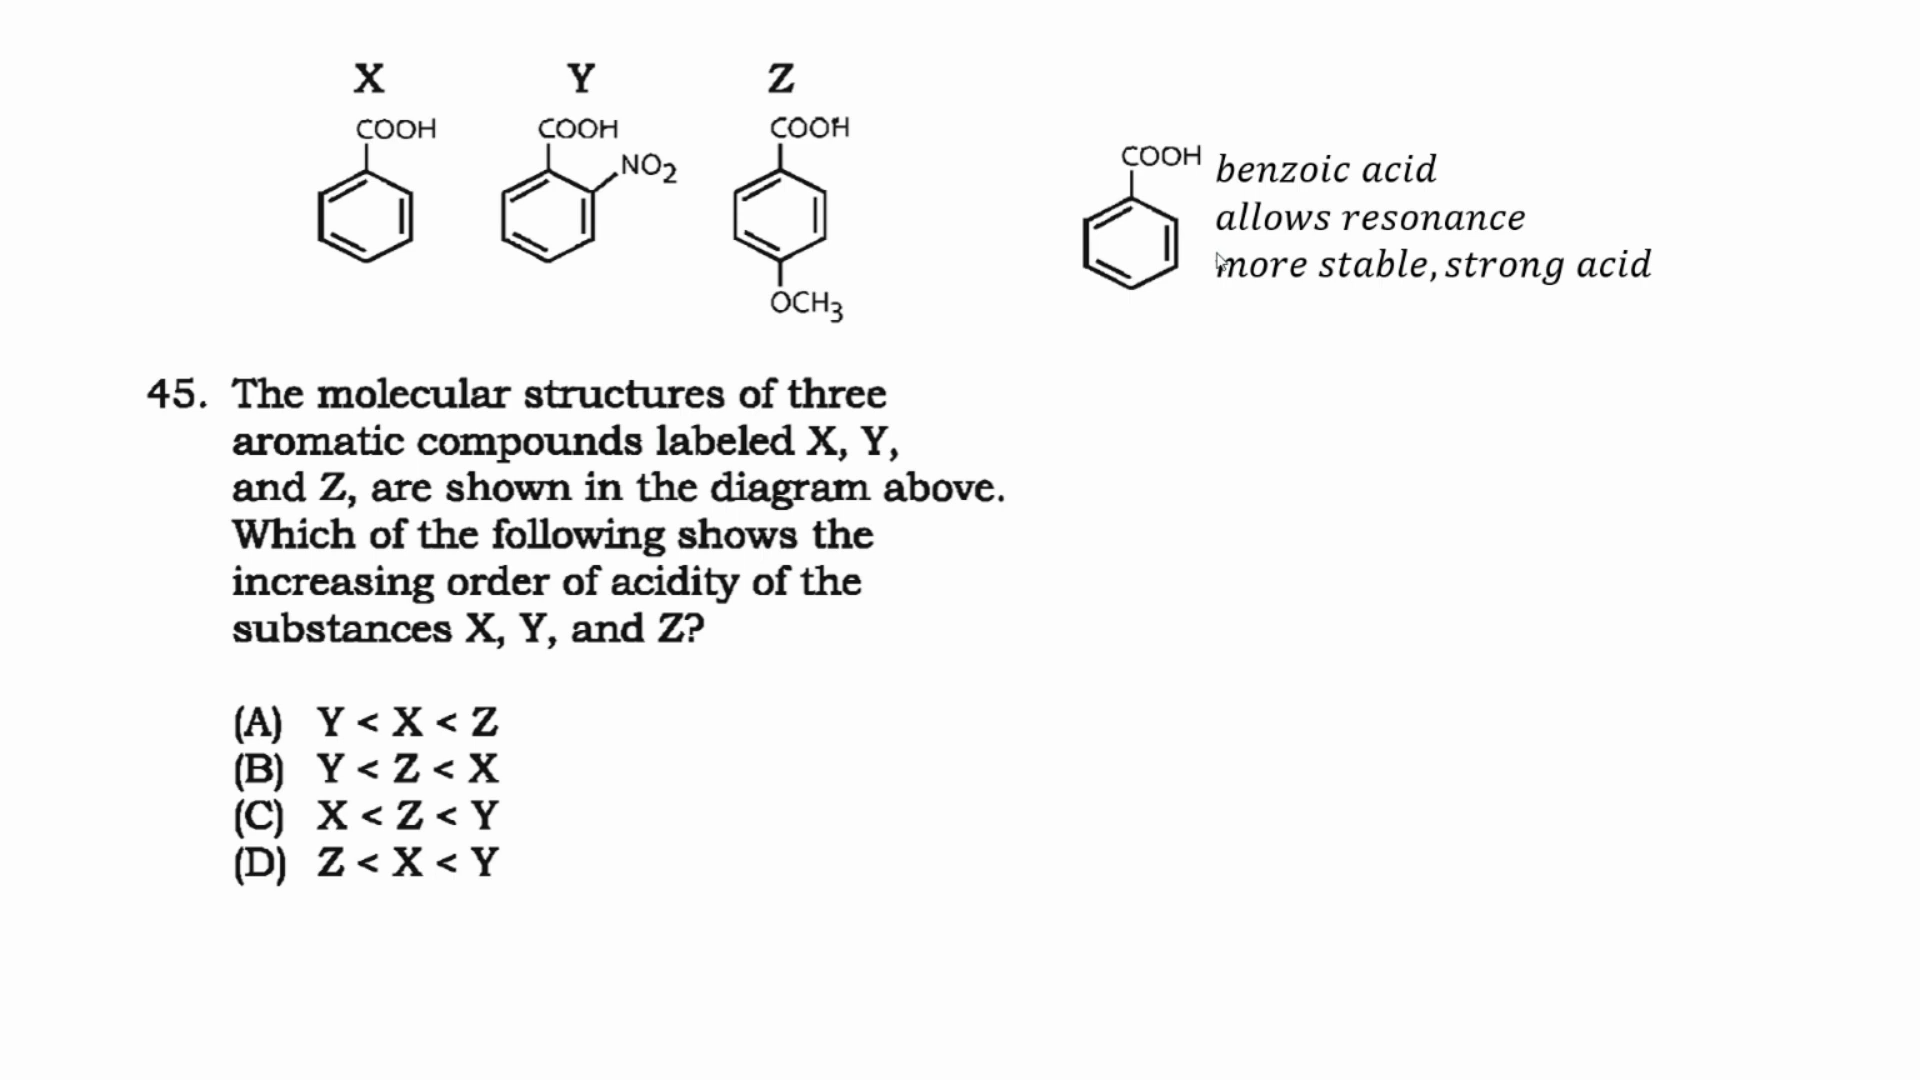 X Y Z
COOH COOH COOH
NO2
OCH3
COOH benzoic acid
allows resonance
more stable, strong acid
45. The molecular structures of three
aromatic compounds labeled X, Y,
and Z, are shown in the diagram above.
Which of the following shows the
increasing order of acidity of the
substances X, Y, and Z?
(A) Y < X < Z
(B) Y < Z < X
(C) X < Z < Y
(D) Z < X < Y